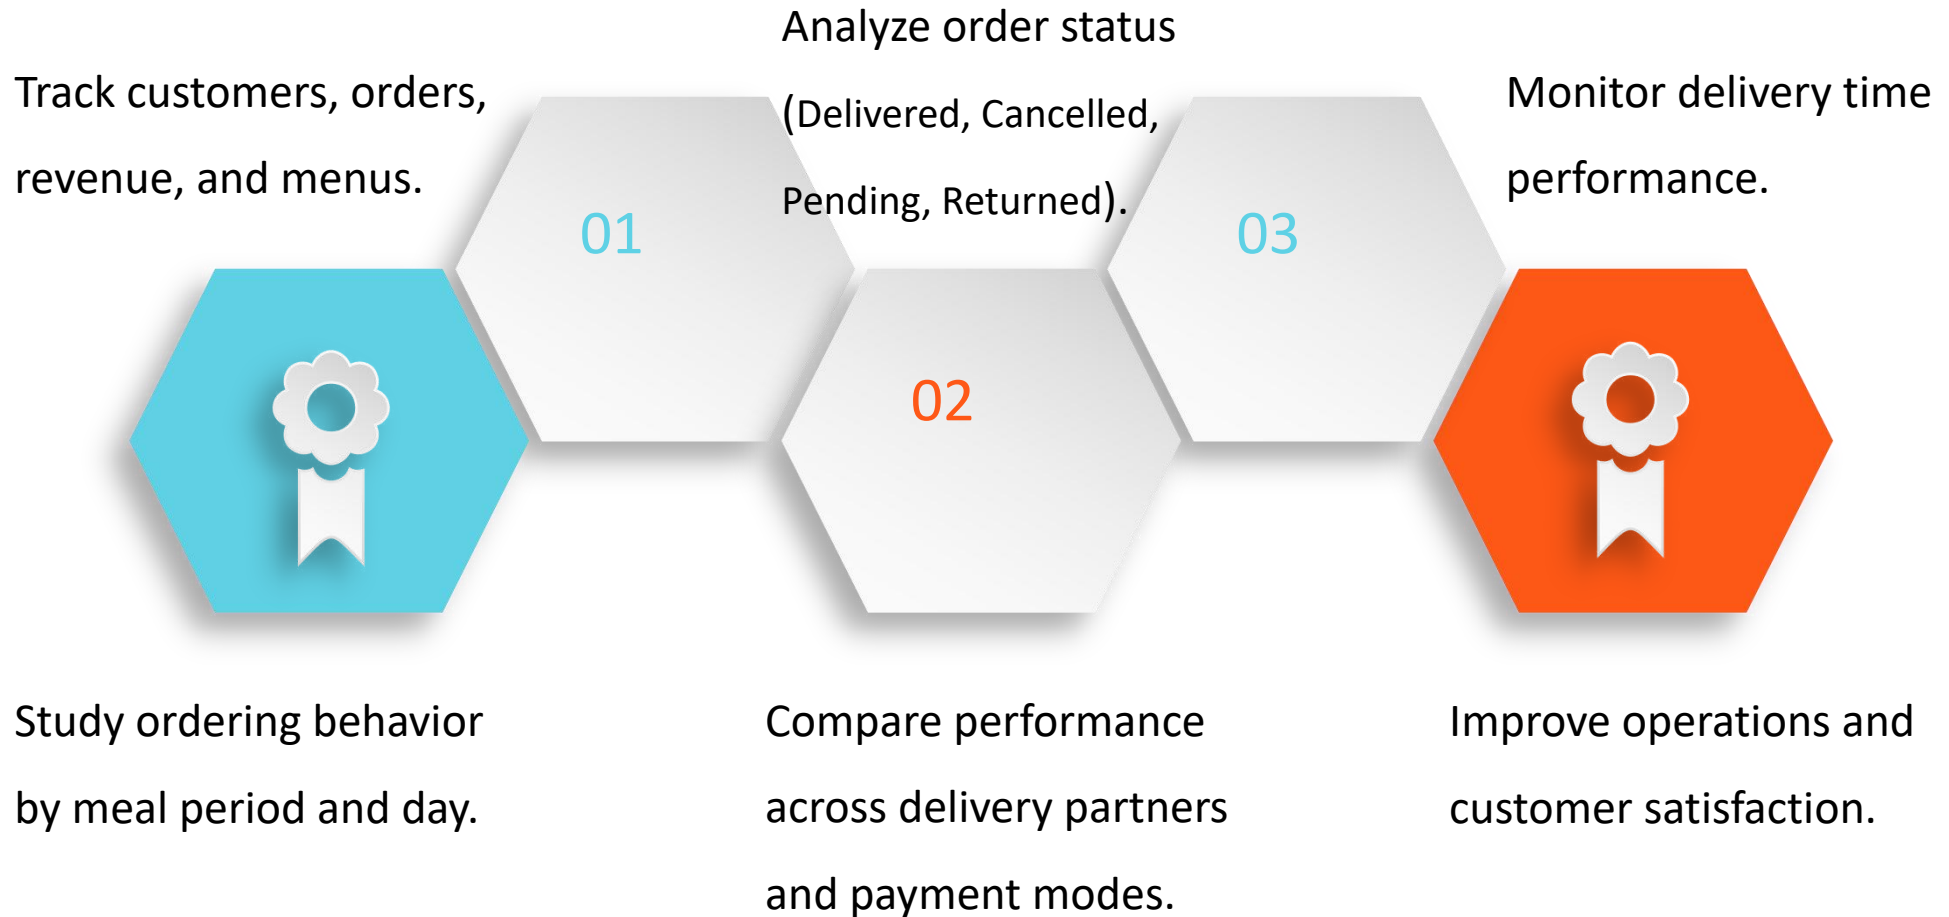 Track customers, orders,
revenue, and menus.
Analyze order status
(Delivered, Cancelled,
Pending, Returned).
Monitor delivery time
performance.
01
03
02
Study ordering behavior
by meal period and day.
Compare performance
across delivery partners
and payment modes.
Improve operations and
customer satisfaction.